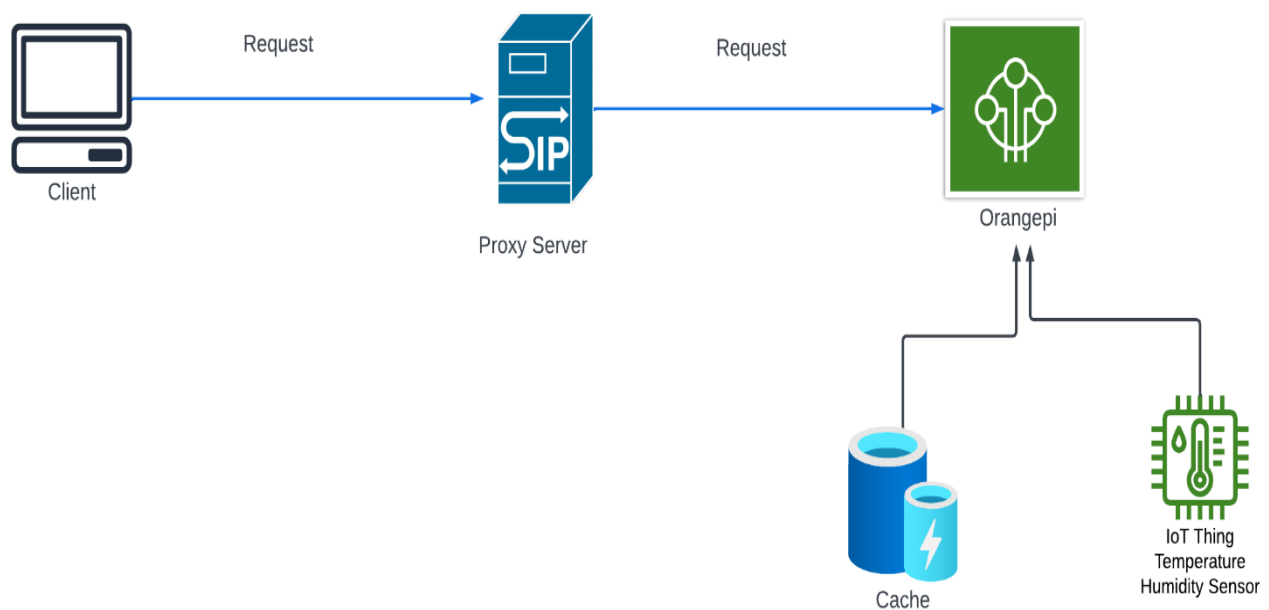 Request
Request
SIP
Client
Proxy Server
Orangepi
Cache
IoT Thing
Temperature
Humidity Sensor